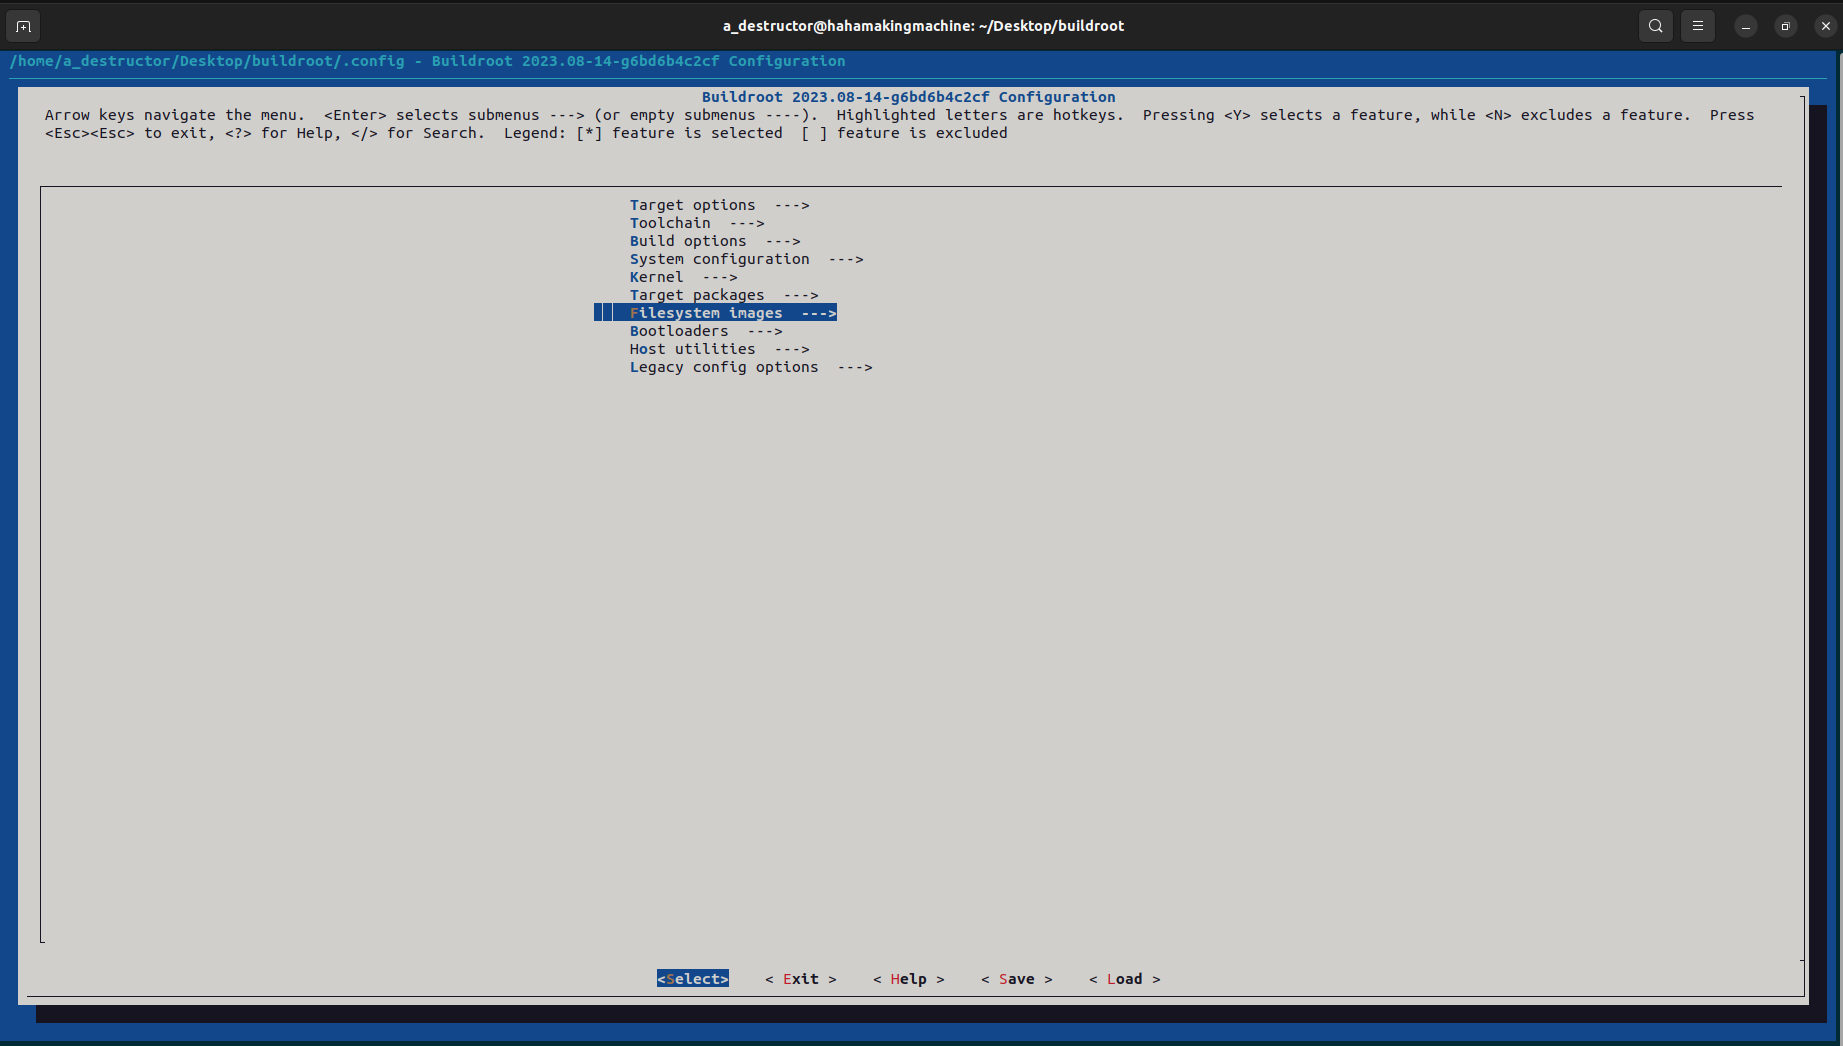 a_destructor@hahamakingmachine: ~/Desktop/buildroot
/home/a_destructor/Desktop/buildroot/.config - Buildroot 2023.08-14-g6bd6b4c2cf Configuration
Buildroot 2023.08-14-g6bd6b4c2cf Configuration
Arrow keys navigate the menu.  <Enter> selects submenus ---> (or empty submenus ----).  Highlighted letters are hotkeys.  Pressing <Y> selects a feature, while <N> excludes a feature.  Press
<Esc><Esc> to exit, <?> for Help, </> for Search.  Legend: [*] feature is selected  [ ] feature is excluded
Target options  --->
Toolchain  --->
Build options  --->
System configuration  --->
Kernel  --->
Target packages  --->
Filesystem images  --->
Bootloaders  --->
Host utilities  --->
Legacy config options  --->
<Select>    < Exit >    < Help >    < Save >    < Load >